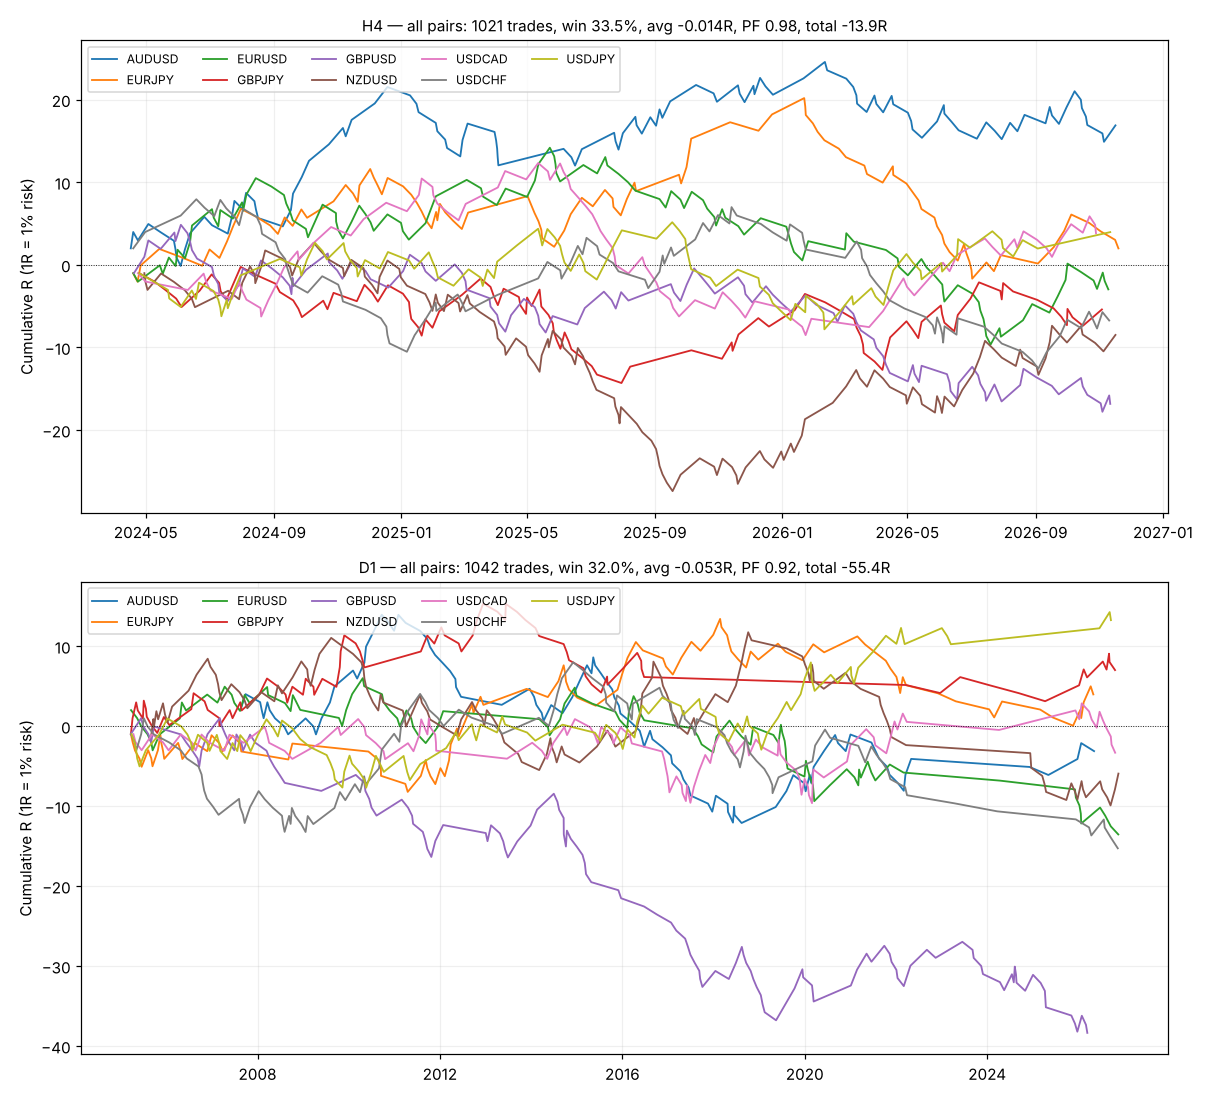 H4 — all pairs: 1021 trades, win 33.5%, avg -0.014R, PF 0.98, total -13.9R
AUDUSD EURUSD GBPUSD USDCAD USDJPY
EURJPY GBPJPY NZDUSD USDCHF
Cumulative R (1R = 1% risk)
20
10
0
−10
−20
2024-05 2024-09 2025-01 2025-05 2025-09 2026-01 2026-05 2026-09 2027-01
D1 — all pairs: 1042 trades, win 32.0%, avg -0.053R, PF 0.92, total -55.4R
AUDUSD EURUSD GBPUSD USDCAD USDJPY
EURJPY GBPJPY NZDUSD USDCHF
Cumulative R (1R = 1% risk)
10
0
−10
−20
−30
−40
2008 2012 2016 2020 2024